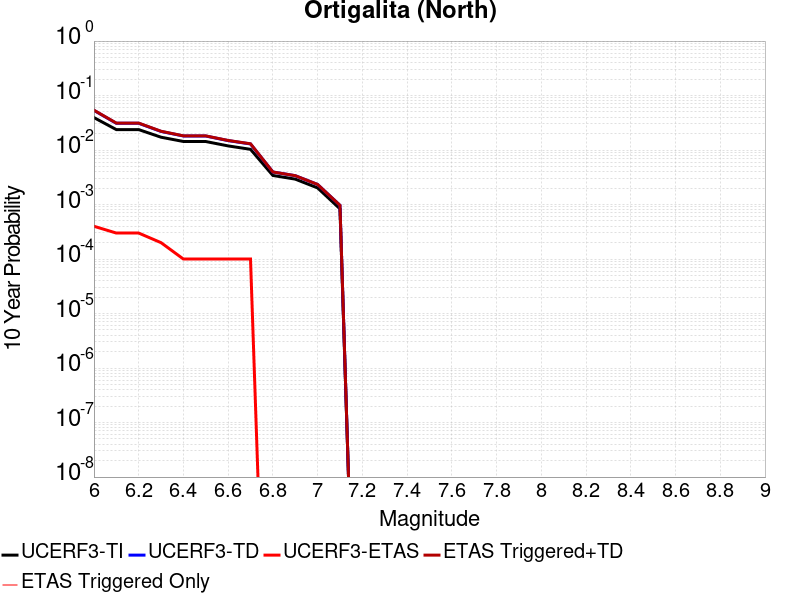 Ortigalita (North)
10^0
10^-1
10^-2
10^-3
10^-4
10^-5
10^-6
10^-7
10^-8
10 Year Probability
6 6.2 6.4 6.6 6.8 7 7.2 7.4 7.6 7.8 8 8.2 8.4 8.6 8.8 9
Magnitude
UCERF3-TI UCERF3-TD UCERF3-ETAS ETAS Triggered+TD
ETAS Triggered Only